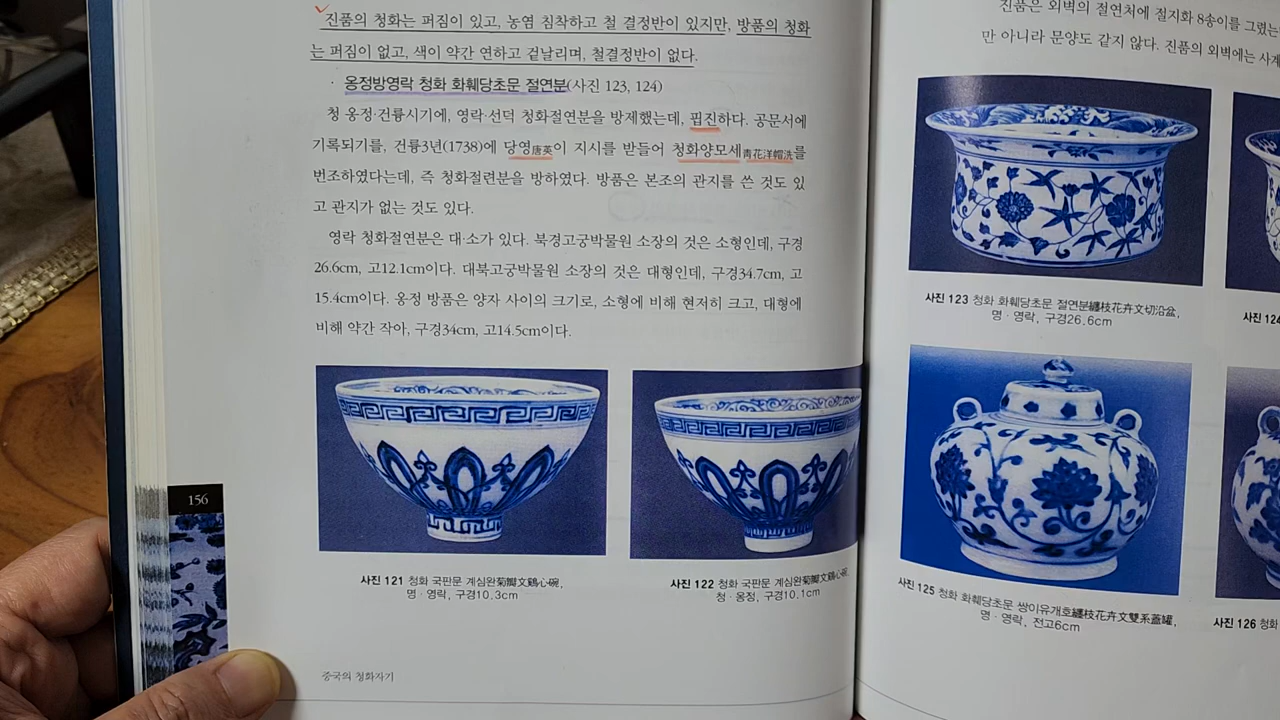 진품의 청화는 퍼짐이 있고, 농염 침착하고 철 결정반이 있지만, 방품의 청화
는 퍼짐이 없고, 색이 약간 연하고 겉날리며, 철결정반이 없다.
· 옹정방영락 청화 화훼당초문 절연분(사진 123, 124)
청 옹정·건륭시기에, 영락·선덕 청화절연분을 방제했는데, 핍진하다. 공문서에
기록되기를, 건륭3년(1738)에 당영唐英이 지시를 받들어 청화양모세靑花洋帽洗를
번조하였다는데, 즉 청화절련분을 방하였다. 방품은 본조의 관지를 쓴 것도 있
고 관지가 없는 것도 있다.
영락 청화절연분은 대·소가 있다. 북경고궁박물원 소장의 것은 소형인데, 구경
26.6cm, 고12.1cm이다. 대북고궁박물원 소장의 것은 대형인데, 구경34.7cm, 고
15.4cm이다. 옹정 방품은 양자 사이의 크기로, 소형에 비해 현저히 크고, 대형에
비해 약간 작아, 구경34cm, 고14.5cm이다.
사진 121 청화 국판문 계심완菊瓣文鷄心碗,
명 · 영락, 구경10.3cm
사진 122 청화 국판문 계심완菊瓣文鷄心碗,
청 · 옹정, 구경10.1cm
156
중국의 청화자기
진품은 외벽의 절연처에 절지화 8송이를 그렸는
만 아니라 문양도 같지 않다. 진품의 외벽에는 사계
사진 123 청화 화훼당초문 절연분纏枝花卉文切沿盆,
명 · 영락, 구경26.6cm
사진 124
사진 125 청화 화훼당초문 쌍이유개호纏枝花卉文雙系蓋罐,
명 · 영락, 전고6cm
사진 126 청화